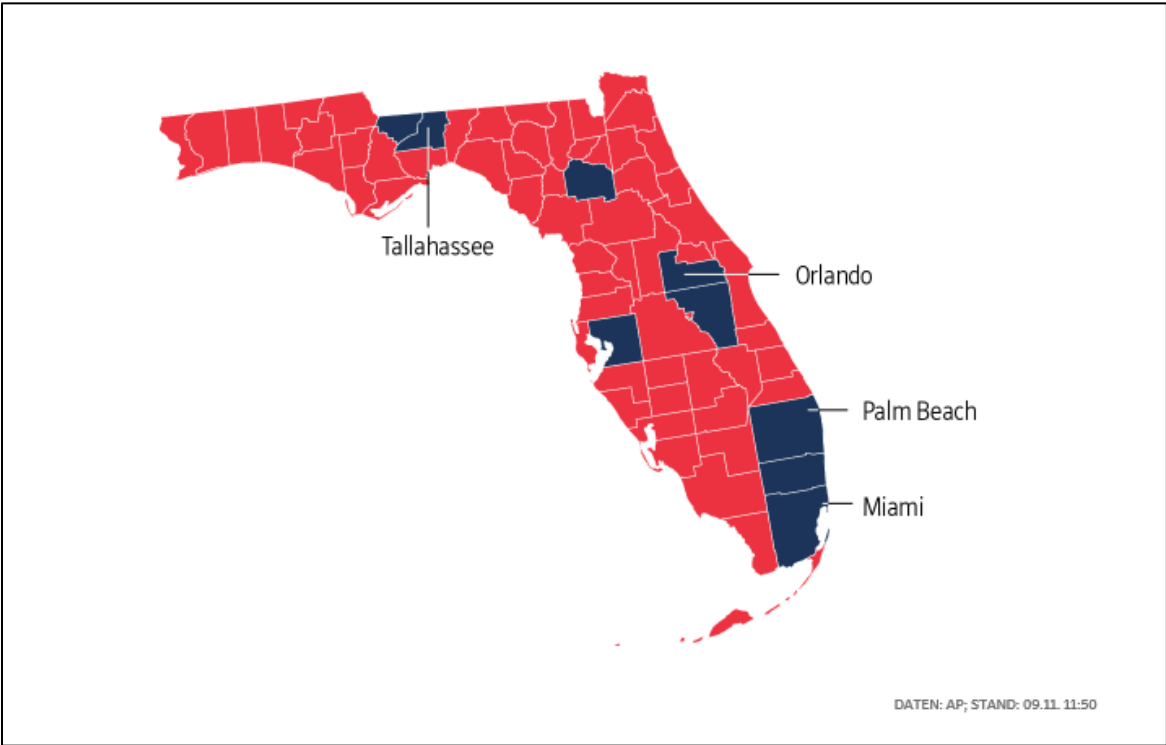 Tallahassee
Orlando
Palm Beach
Miami
DATEN: AP; STAND: 09.11. 11:50